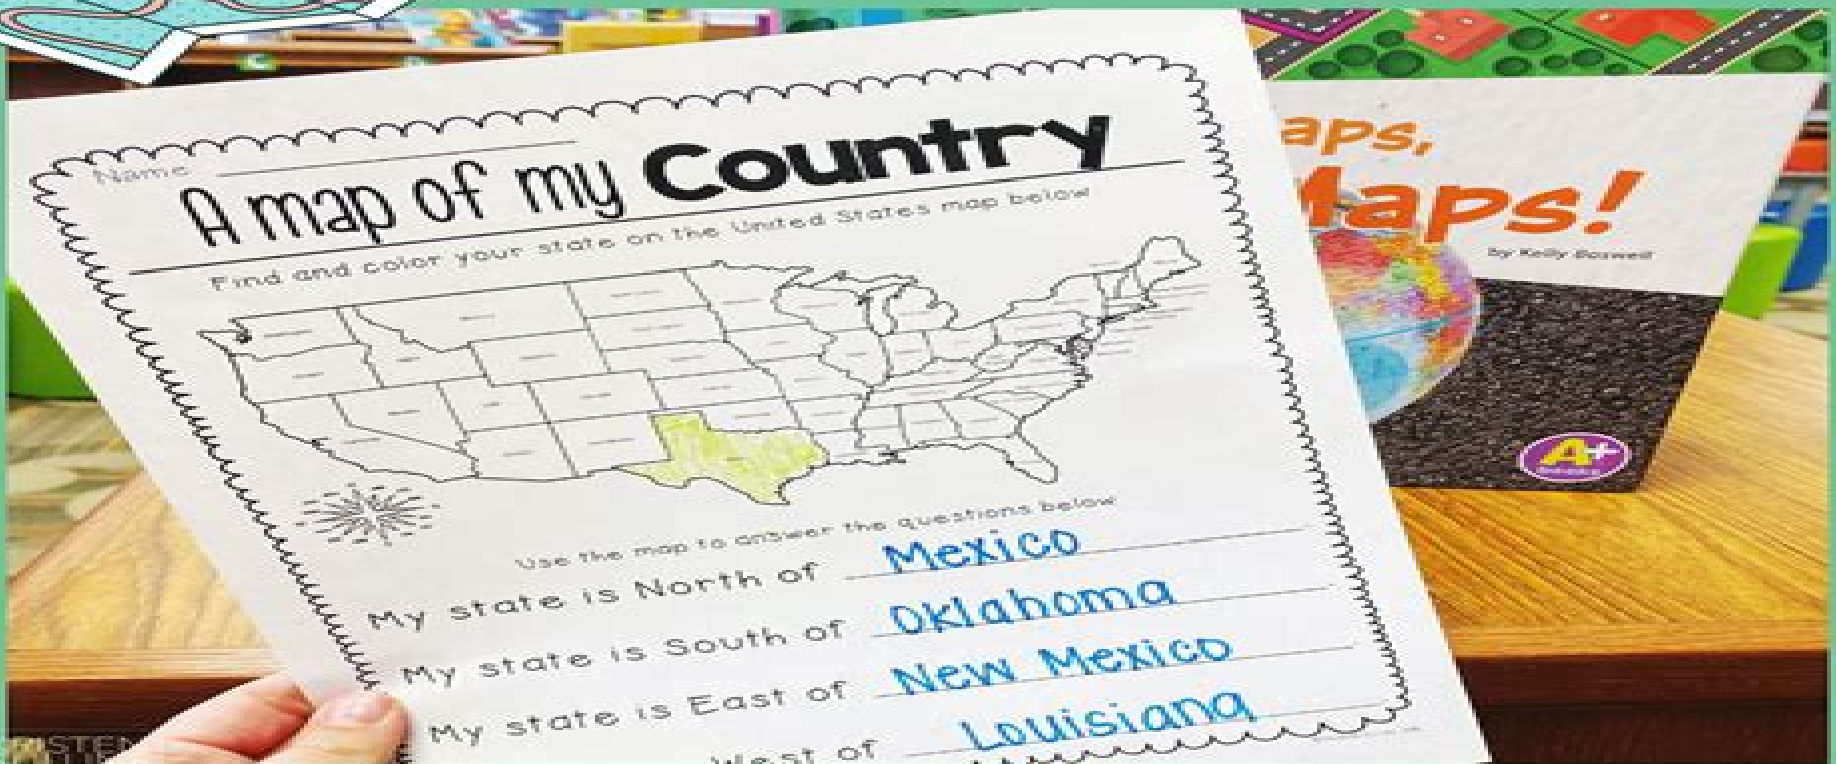 Name
A map of my Country
Find and color your state on the United States map below
Use the map to answer the questions below
My state is North of Mexico
My state is South of Oklahoma
My state is East of New Mexico
West of Louisiana
aps,
Maps!
by Kelly Boswell
A+